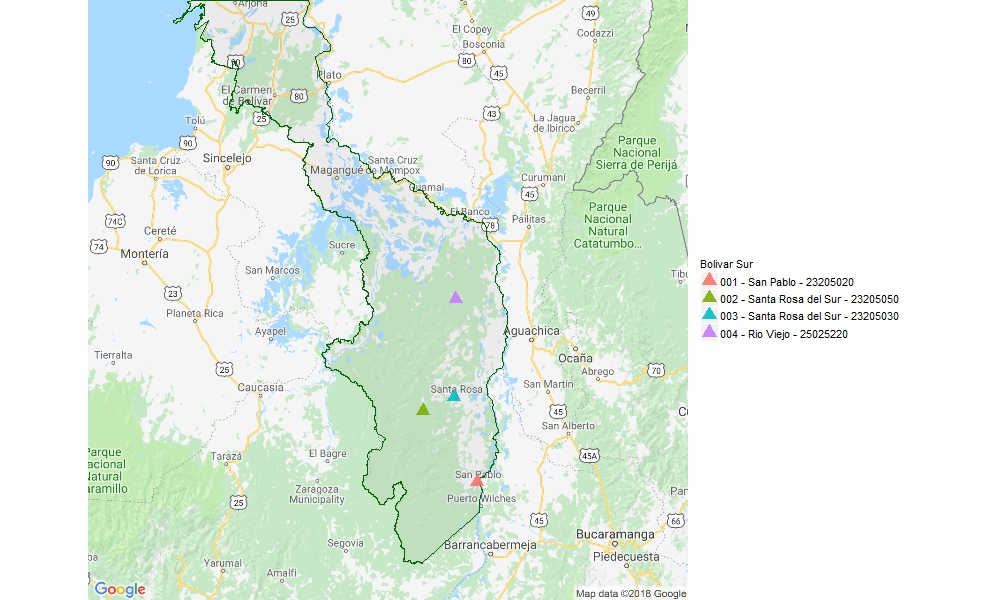 Arjona
25
49
El Copey
Codazzi
Bosconia
90
80
45
Plato
El Carmen
de Bolívar
80
Becerril
43
25
Tolú
La Jagua
de Ibirico
90
Parque
Nacional
Sierra de Perijá
90
Santa Cruz
de Lorica
Sincelejo
Santa Cruz
de Mompox
Magangué
Curumaní
Guamal
45
Parque
Nacional
Natural
Catatumbo...
El Banco
74C
78
Pailitas
Cereté
74
Sucre
Montería
Bolivar Sur
San Marcos
Tibu
001 - San Pablo - 23205020
23
002 - Santa Rosa del Sur - 23205050
Planeta Rica
003 - Santa Rosa del Sur - 23205030
Ayapel
Aguachica
004 - Rio Viejo - 25025220
Tierralta
Ocaña
25
Abrego
70
Caucasia
Santa Rosa
San Martín
45
San Alberto
Parque
acional
Natural
aramillo
Tarazá
El Bagre
45A
San Pablo
Zaragoza
Municipality
Puerto Wilches
Pan
25
45
66
Bucaramanga
Segovia
Barrancabermeja
Piedecuesta
Yarumal
Amalfi
Google
Map data ©2018 Google